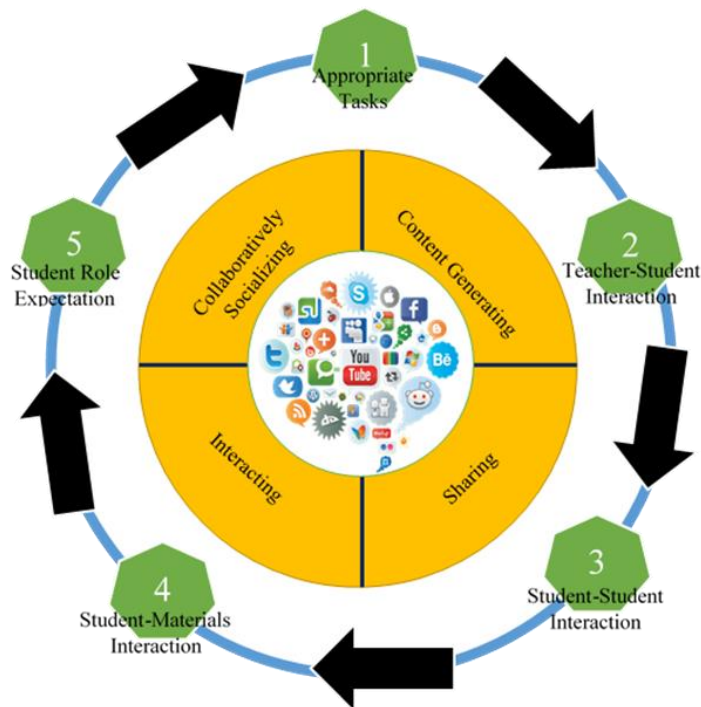 1
Appropriate
Tasks
2
Teacher-Student
Interaction
3
Student-Student
Interaction
4
Student-Materials
Interaction
5
Student Role
Expectation
Collaboratively
Socializing
Content Generating
Interacting
Sharing
You
Tube
Bē